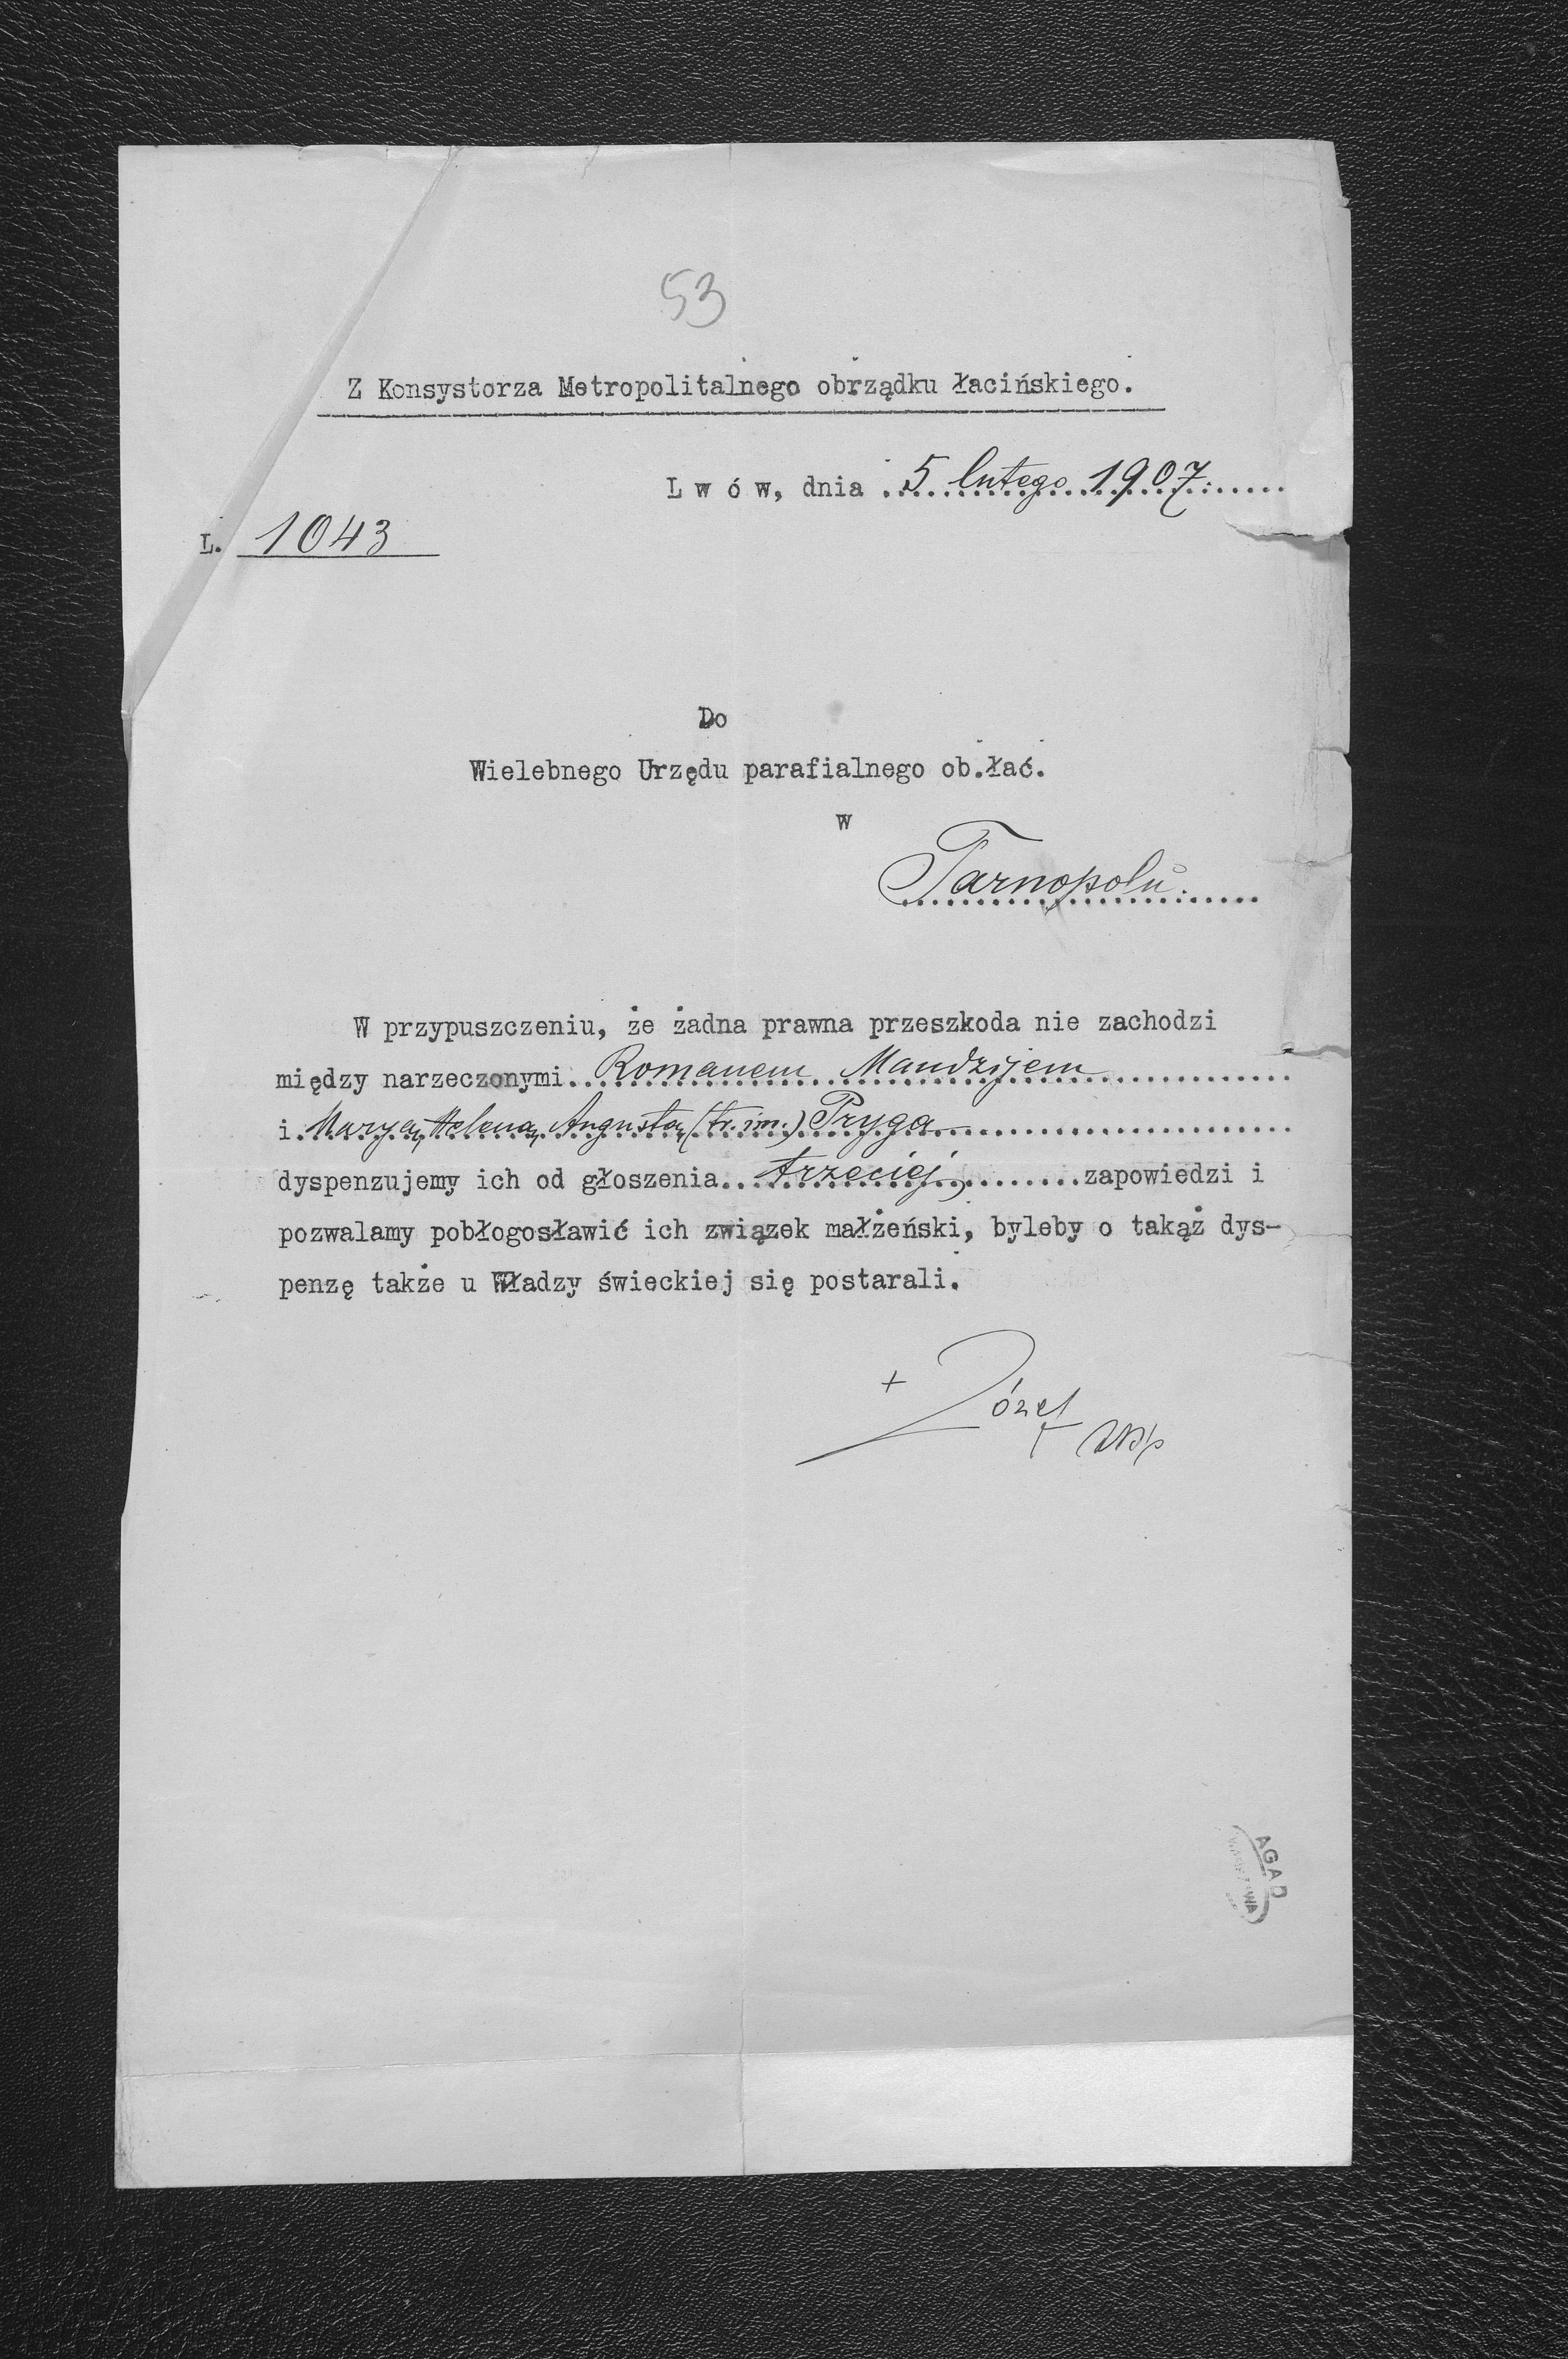 53
Z Konsystorza Metropolitalnego obrządku łacińskiego.
Lwów, dnia 5 lutego 1907.
L. 1043
Do
Wielebnego Urzędu parafialnego ob.łać.
w
Tarnopolu.
W przypuszczeniu, że żadna prawna przeszkoda nie zachodzi
między narzeczonymi Romanem Mandzijem
i Maryą Heleną Augustą (tr. im.) Pryga
dyspenzujemy ich od głoszenia trzeciej zapowiedzi i
pozwalamy pobłogosławić ich związek małżeński, byleby o takąż dys-
penzę także u Władzy świeckiej się postarali.
+ Józef
AGAD